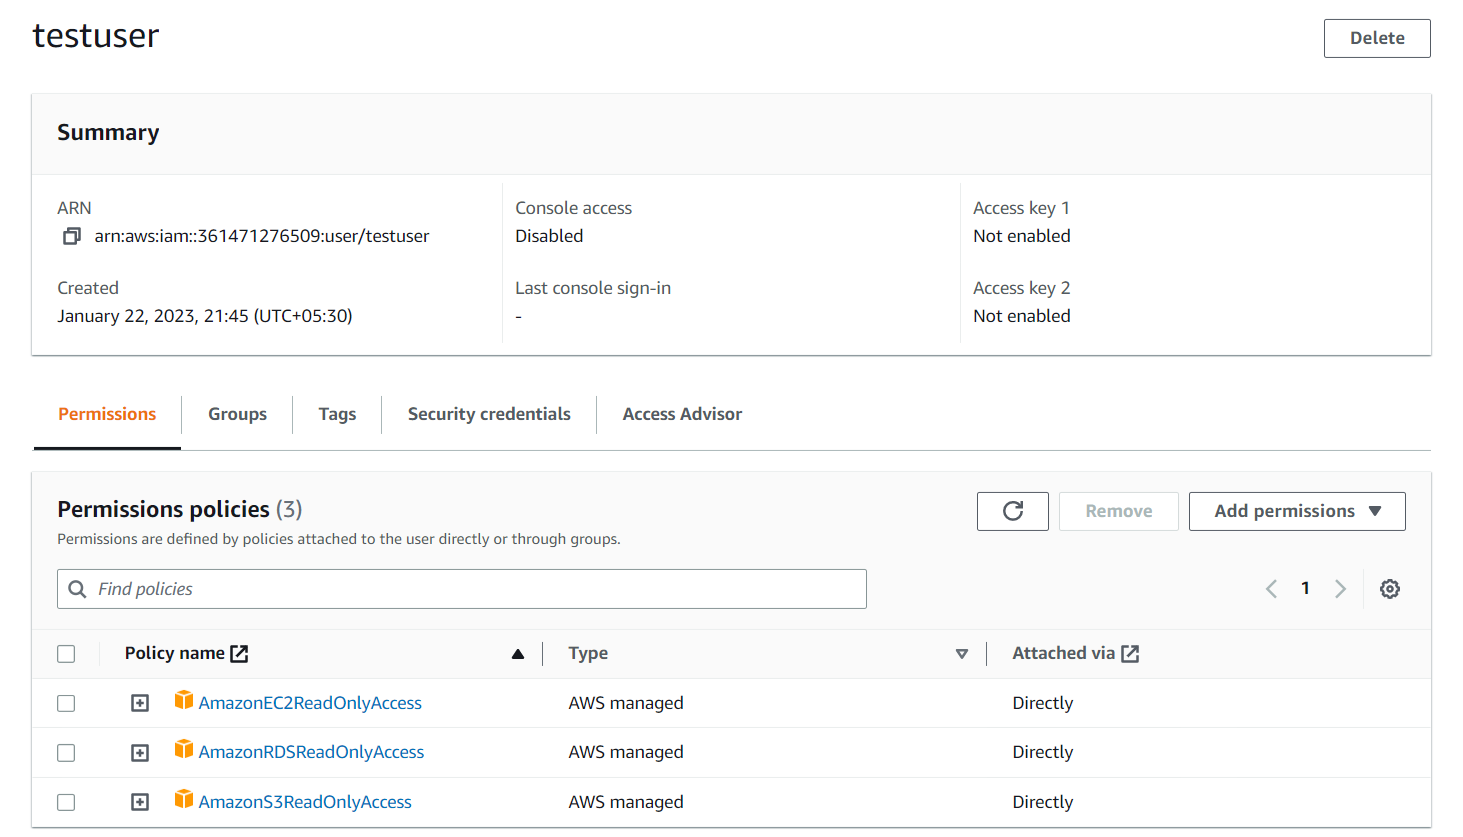 testuser
Delete
Summary
ARN
arn:aws:iam::361471276509:user/testuser
Created
January 22, 2023, 21:45 (UTC+05:30)
Console access
Disabled
Last console sign-in
-
Access key 1
Not enabled
Access key 2
Not enabled
Permissions
Groups
Tags
Security credentials
Access Advisor
Permissions policies (3)
Permissions are defined by policies attached to the user directly or through groups.
Remove
Add permissions
Find policies
1
Policy name
Type
Attached via
AmazonEC2ReadOnlyAccess
AWS managed
Directly
AmazonRDSReadOnlyAccess
AWS managed
Directly
AmazonS3ReadOnlyAccess
AWS managed
Directly